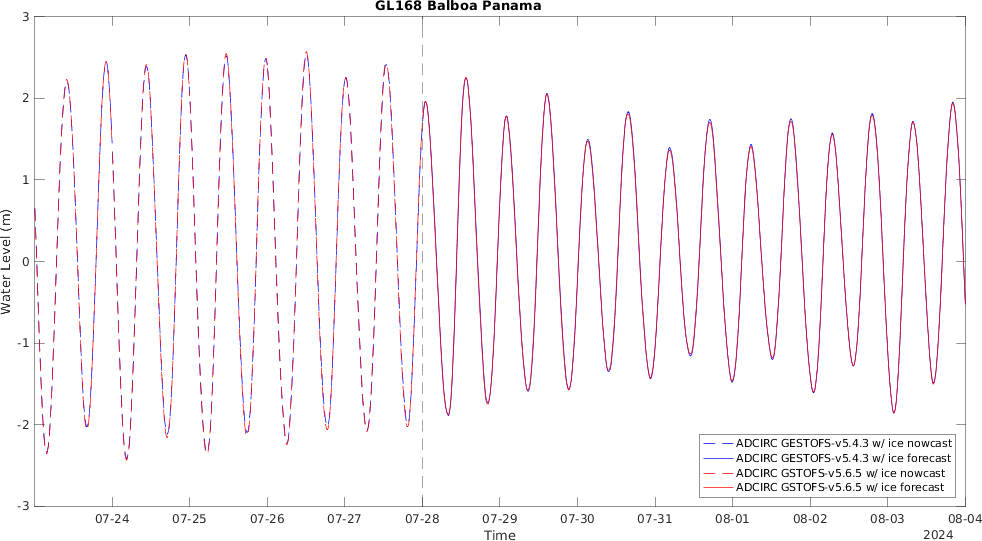 GL168 Balboa Panama
3
2
1
0
-1
-2
-3
Water Level (m)
ADCIRC GESTOFS-v5.4.3 w/ ice nowcast
ADCIRC GESTOFS-v5.4.3 w/ ice forecast
ADCIRC GSTOFS-v5.6.5 w/ ice nowcast
ADCIRC GSTOFS-v5.6.5 w/ ice forecast
07-24 07-25 07-26 07-27 07-28 07-29 07-30 07-31 08-01 08-02 08-03 08-04
Time
2024